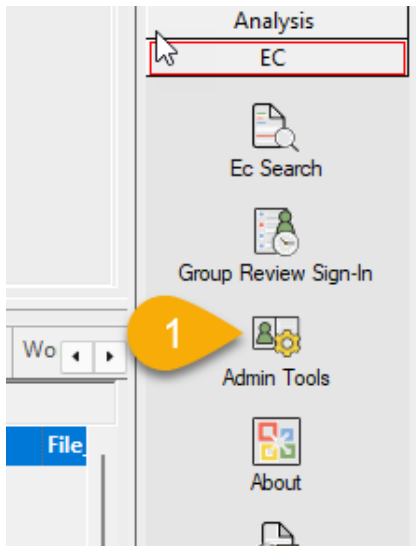 Analysis
EC
Ec Search
Group Review Sign-In
1
Wo
Admin Tools
File_
About